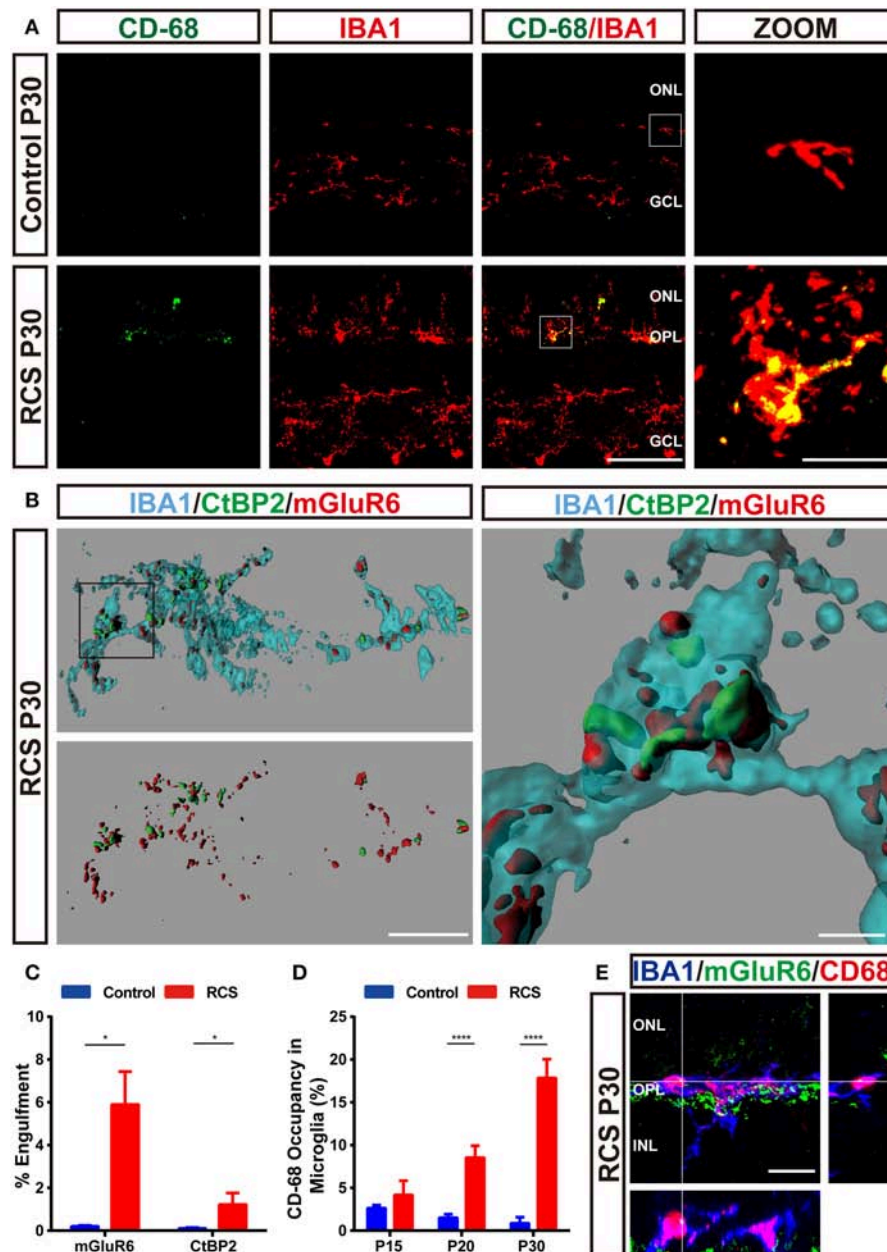 A
CD-68 IBA1 CD-68/IBA1 ZOOM
Control P30
ONL
GCL
RCS P30
ONL
OPL
GCL
B
IBA1/CtBP2/mGluR6 IBA1/CtBP2/mGluR6
RCS P30
C
Control RCS
* *
% Engulfment
10
8
6
4
2
0
mGluR6 CtBP2
D
Control RCS
**** ****
CD-68 Occupancy in
Microglia (%)
25
20
15
10
5
0
P15 P20 P30
E
IBA1/mGluR6/CD68
RCS P30
ONL
OPL
INL